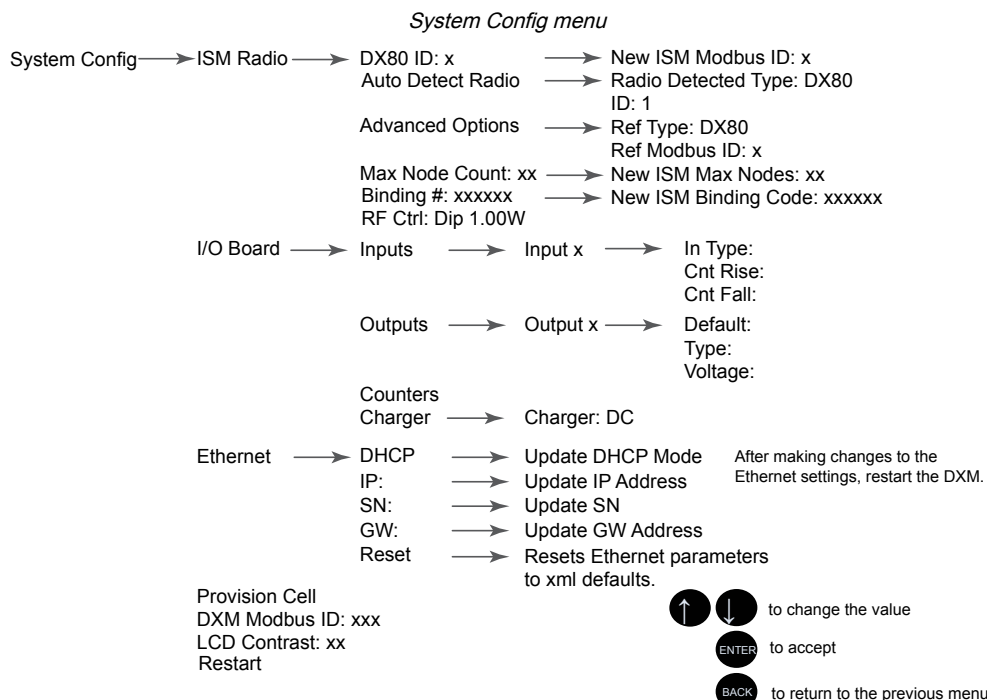 System Config menu
System Config ISM Radio DX80 ID: x New ISM Modbus ID: x
Auto Detect Radio Radio Detected Type: DX80
ID: 1
Advanced Options Ref Type: DX80
Ref Modbus ID: x
Max Node Count: xx New ISM Max Nodes: xx
Binding #: xxxxxx New ISM Binding Code: xxxxxx
RF Ctrl: Dip 1.00W
I/O Board Inputs Input x In Type:
Cnt Rise:
Cnt Fall:
Outputs Output x Default:
Type:
Voltage:
Counters
Charger Charger: DC
Ethernet DHCP Update DHCP Mode After making changes to the
IP: Update IP Address Ethernet settings, restart the DXM.
SN: Update SN
GW: Update GW Address
Reset Resets Ethernet parameters
to xml defaults.
Provision Cell
DXM Modbus ID: xxx
LCD Contrast: xx
Restart
↑ ↓ to change the value
ENTER to accept
BACK to return to the previous menu